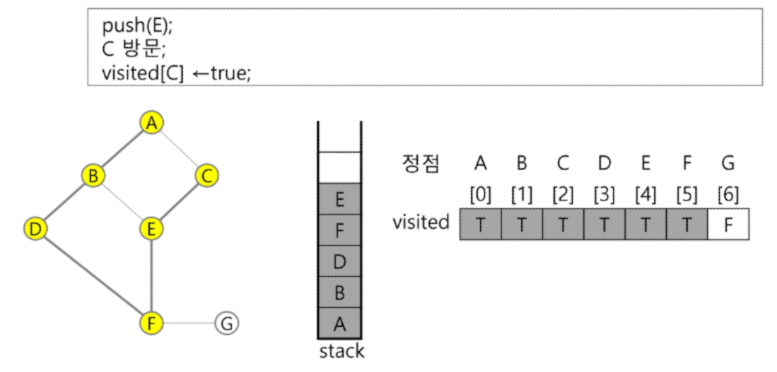 push(E);
C 방문;
visited[C] ←true;
A
B
C
D
E
F
G
E
F
D
B
A
stack
정점 A B C D E F G
[0] [1] [2] [3] [4] [5] [6]
visited T T T T T T F